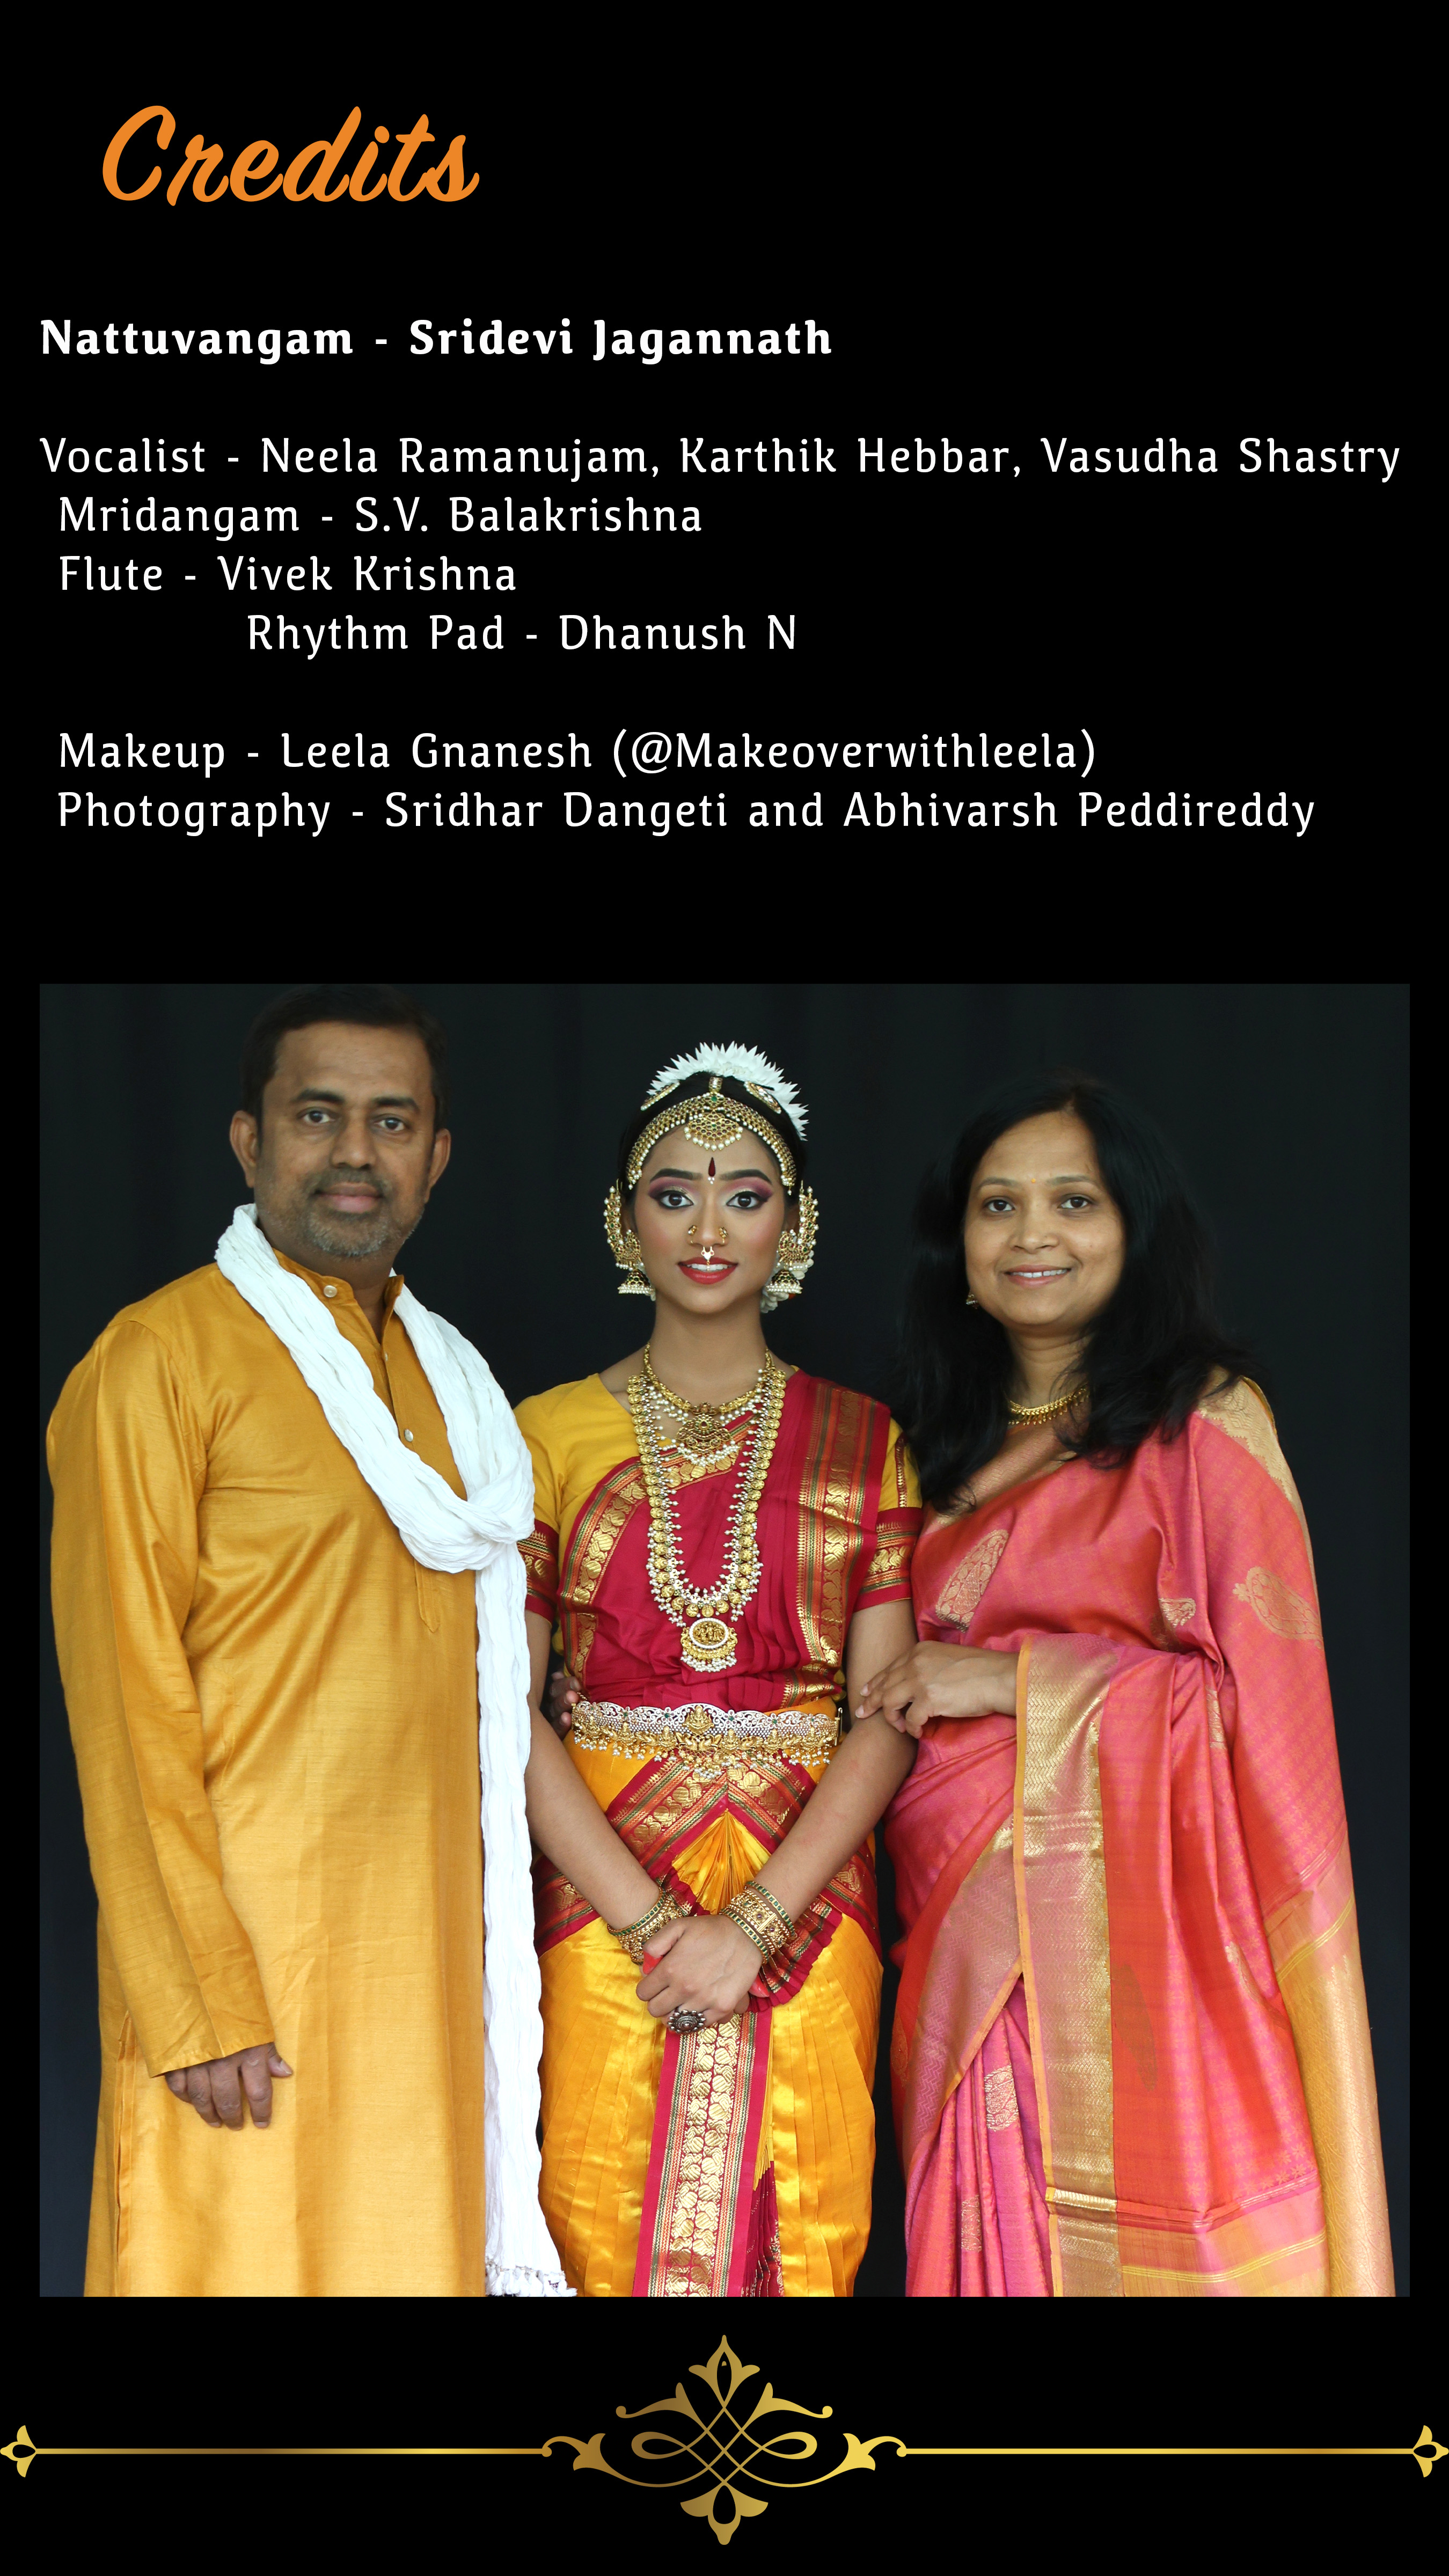 Credits
Nattuvangam - Sridevi Jagannath
Vocalist - Neela Ramanujam, Karthik Hebbar, Vasudha Shastry
Mridangam - S.V. Balakrishna
Flute - Vivek Krishna
Rhythm Pad - Dhanush N
Makeup - Leela Gnanesh (@Makeoverwithleela)
Photography - Sridhar Dangeti and Abhivarsh Peddireddy